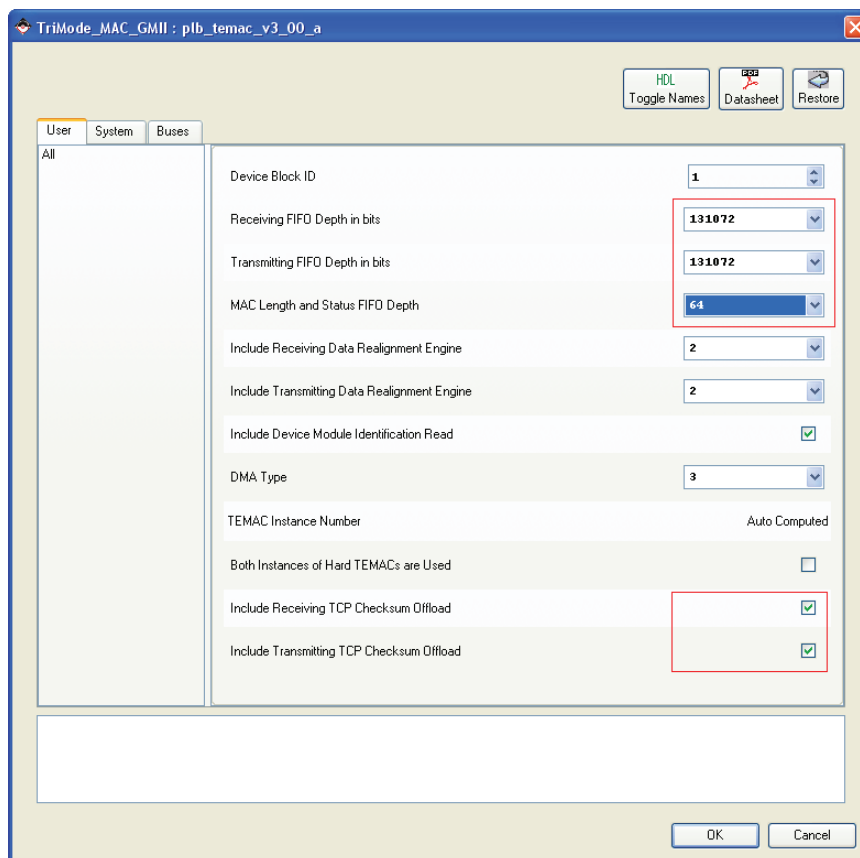 TriMode_MAC_GMII : plb_temac_v3_00_a
HDL
Toggle Names
PDF
Datasheet
Restore
User System Buses
All
Device Block ID 1
Receiving FIFO Depth in bits 131072
Transmitting FIFO Depth in bits 131072
MAC Length and Status FIFO Depth 64
Include Receiving Data Realignment Engine 2
Include Transmitting Data Realignment Engine 2
Include Device Module Identification Read
DMA Type 3
TEMAC Instance Number Auto Computed
Both Instances of Hard TEMACs are Used
Include Receiving TCP Checksum Offload
Include Transmitting TCP Checksum Offload
OK Cancel